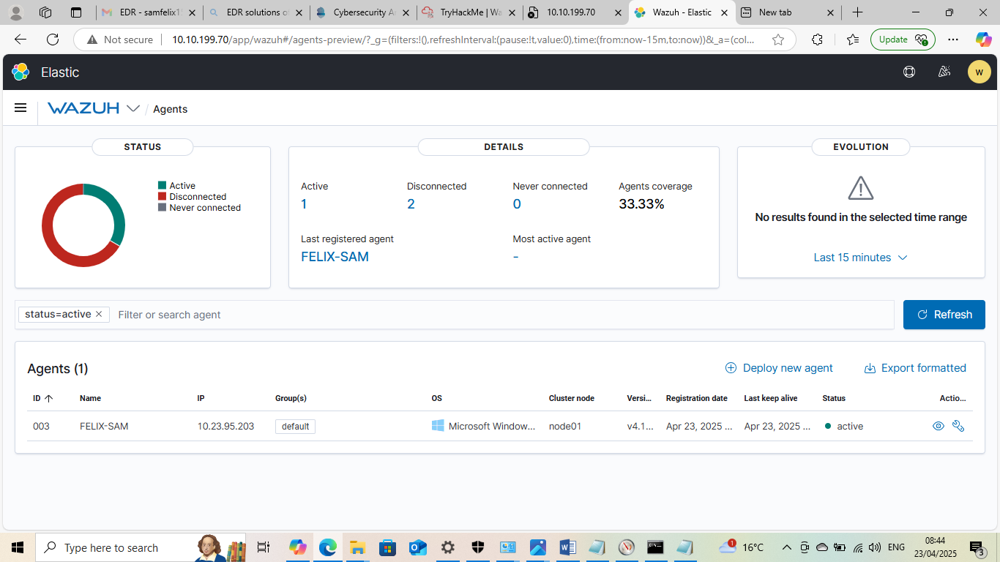 EDR - samfelix1
EDR solutions o
Cybersecurity A
TryHackMe | Wa
10.10.199.70
Wazuh - Elastic
New tab
Not secure
10.10.199.70/app/wazuh#/agents-preview/?_g=(filters:!(),refreshInterval:(pause:!t,value:0),time:(from:now-15m,to:now))&_a=(col...
Update
Elastic
w
WAZUH / Agents
STATUS
Active
Disconnected
Never connected
DETAILS
Active
1
Disconnected
2
Never connected
0
Agents coverage
33.33%
Last registered agent
FELIX-SAM
Most active agent
-
EVOLUTION
No results found in the selected time range
Last 15 minutes
status=active
Filter or search agent
Refresh
Agents (1)
Deploy new agent
Export formatted
ID Name IP Group(s) OS Cluster node Versi... Registration date Last keep alive Status Actio...
003 FELIX-SAM 10.23.95.203 default Microsoft Window... node01 v4.1... Apr 23, 2025 ... Apr 23, 2025 ... active
Type here to search
1
16°C
ENG
08:44
23/04/2025
3